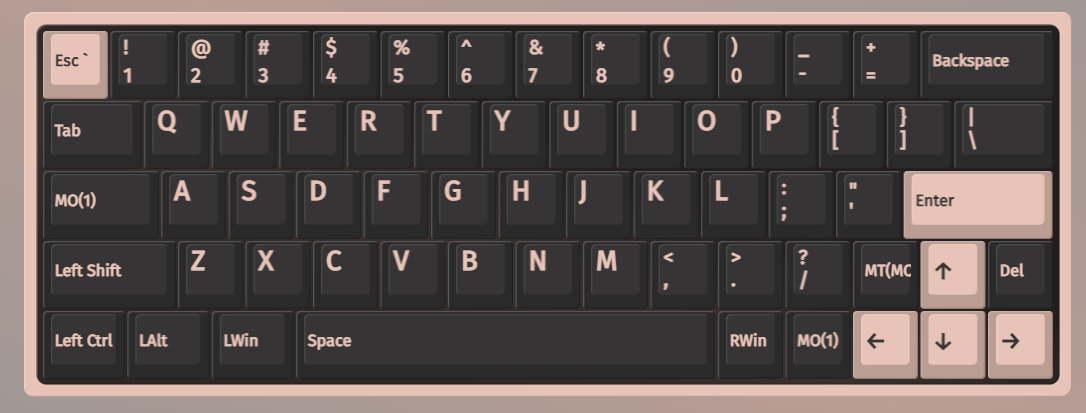 Esc ` ! 1 @ 2 # 3 $ 4 % 5 ^ 6 & 7 * 8 ( 9 ) 0 _ - + = Backspace
Tab Q W E R T Y U I O P { [ } ] | \
MO(1) A S D F G H J K L : ; " ' Enter
Left Shift Z X C V B N M < , > . ? / MT(MO ↑ Del
Left Ctrl LAlt LWin Space RWin MO(1) ← ↓ →